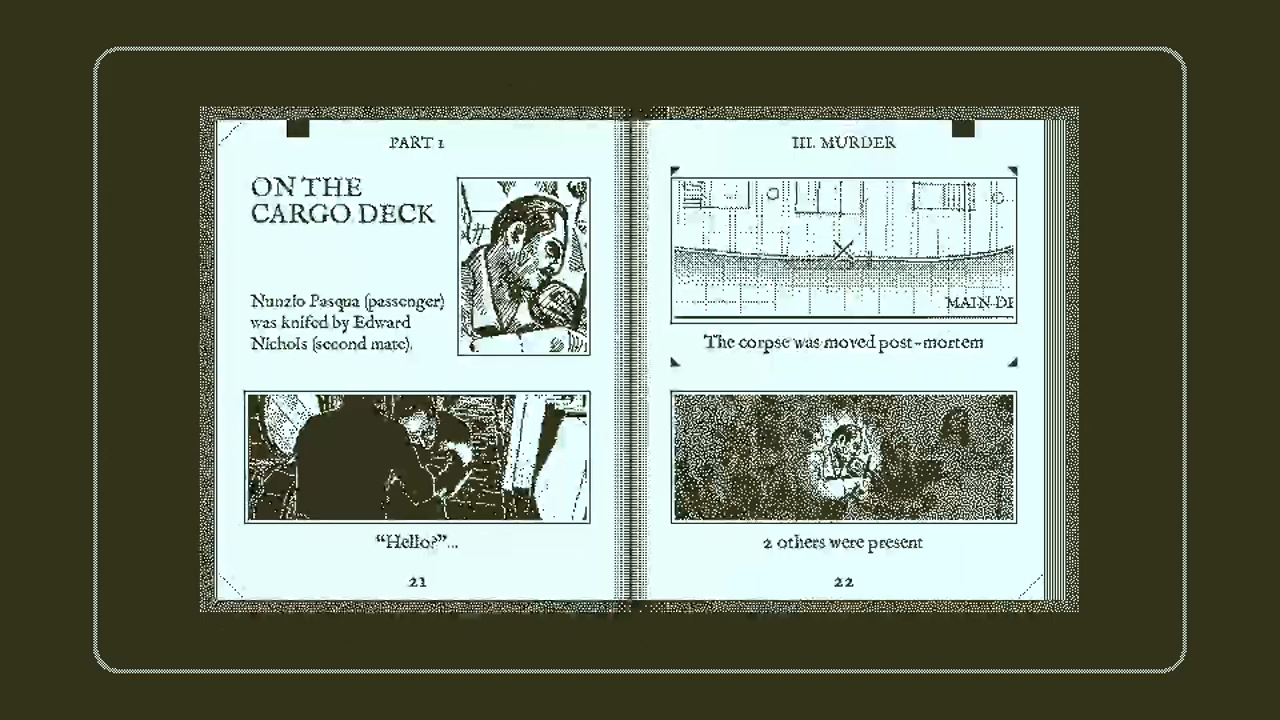 PART 1
ON THE
CARGO DECK
Nunzio Pasqua (passenger)
was knifed by Edward
Nichols (second mate).
"Hello?"...
21
III. MURDER
MAIN DE
The corpse was moved post-mortem
2 others were present
22